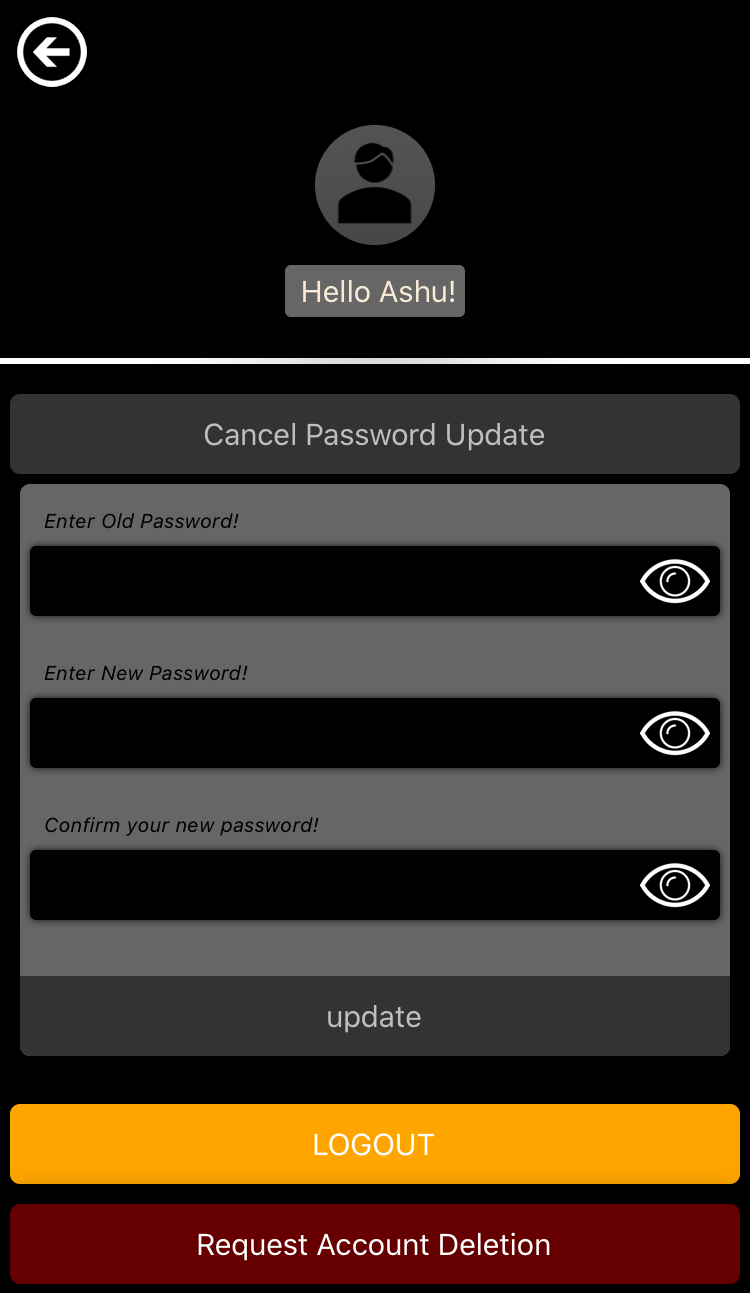 Hello Ashu!
Cancel Password Update
Enter Old Password!
Enter New Password!
Confirm your new password!
update
LOGOUT
Request Account Deletion